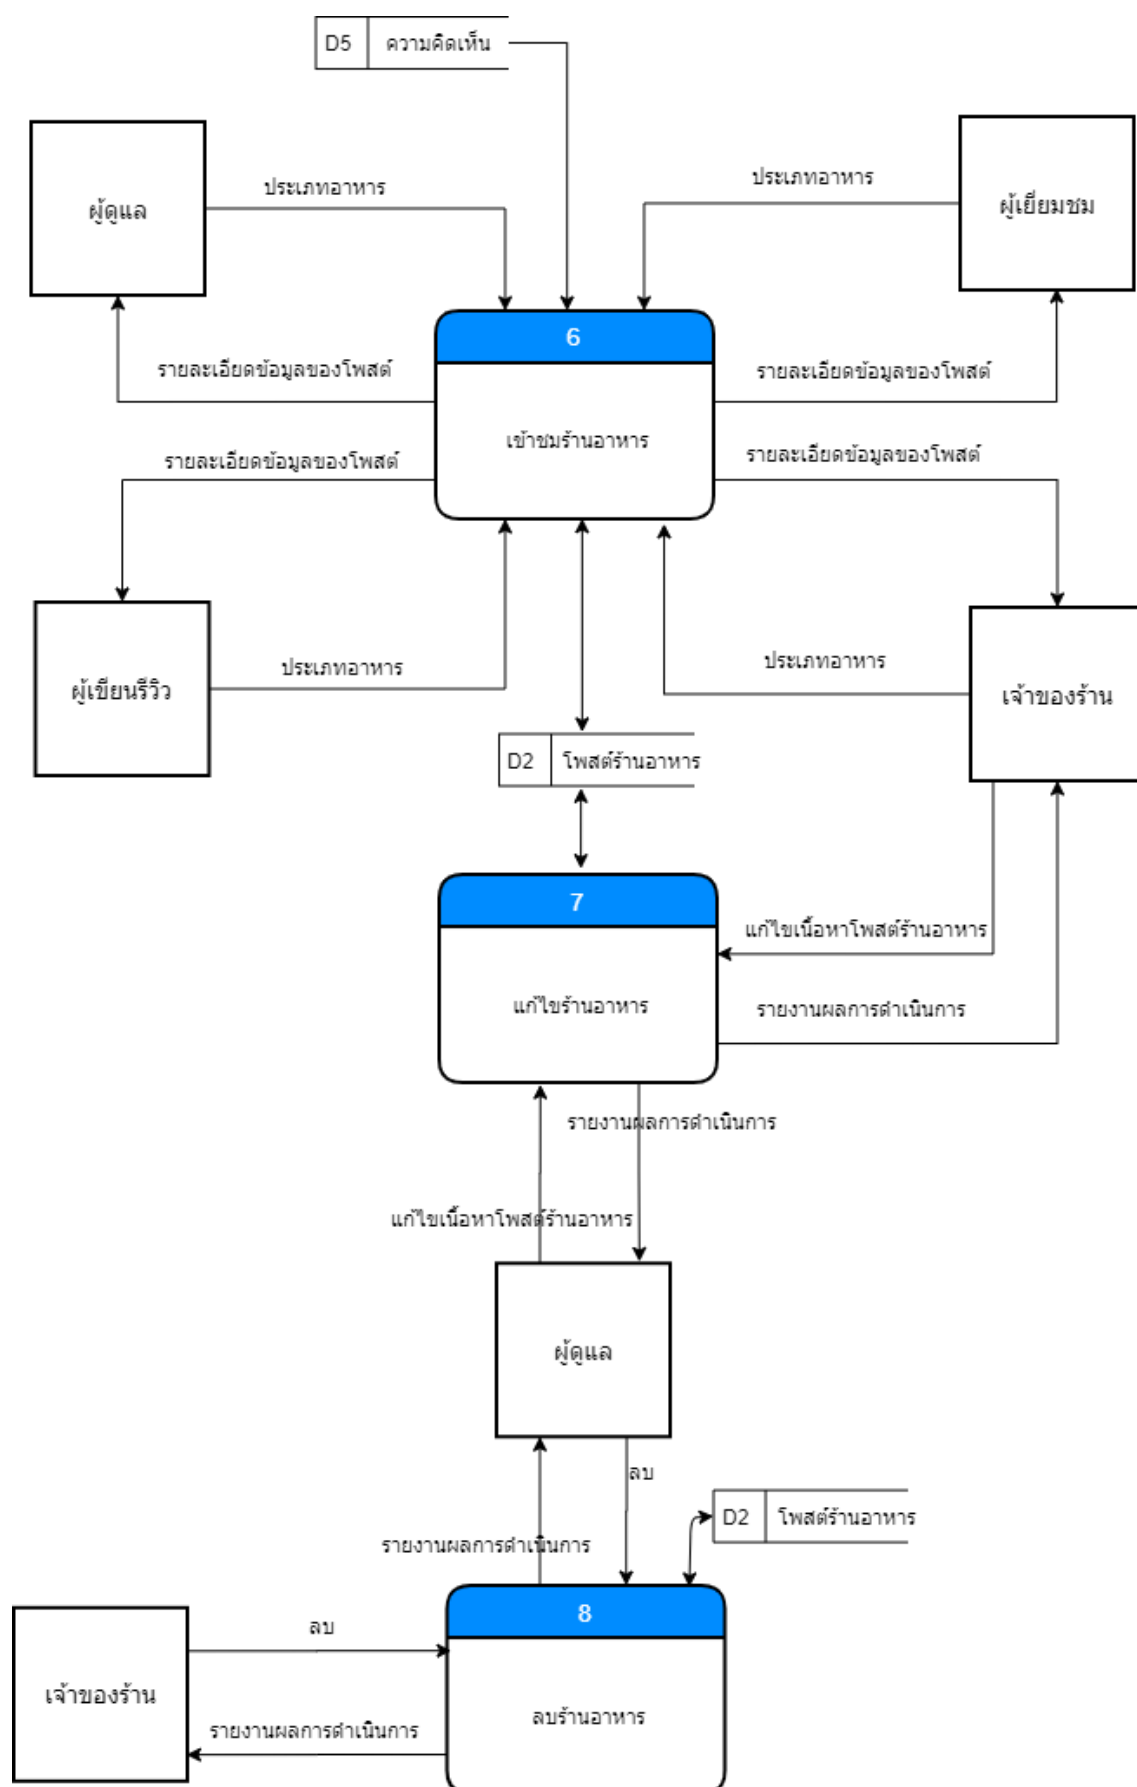 D5 ความคิดเห็น
ประเภทอาหาร
ประเภทอาหาร
ผู้ดูแล
ผู้เยี่ยมชม
6
รายละเอียดข้อมูลของโพสต์
รายละเอียดข้อมูลของโพสต์
เข้าชมร้านอาหาร
รายละเอียดข้อมูลของโพสต์
รายละเอียดข้อมูลของโพสต์
ประเภทอาหาร
ประเภทอาหาร
ผู้เขียนรีวิว
เจ้าของร้าน
D2 โพสต์ร้านอาหาร
7
แก้ไขเนื้อหาโพสต์ร้านอาหาร
แก้ไขร้านอาหาร
รายงานผลการดำเนินการ
รายงานผลการดำเนินการ
แก้ไขเนื้อหาโพสต์ร้านอาหาร
ผู้ดูแล
ลบ
D2 โพสต์ร้านอาหาร
รายงานผลการดำเนินการ
8
ลบ
เจ้าของร้าน
ลบร้านอาหาร
รายงานผลการดำเนินการ